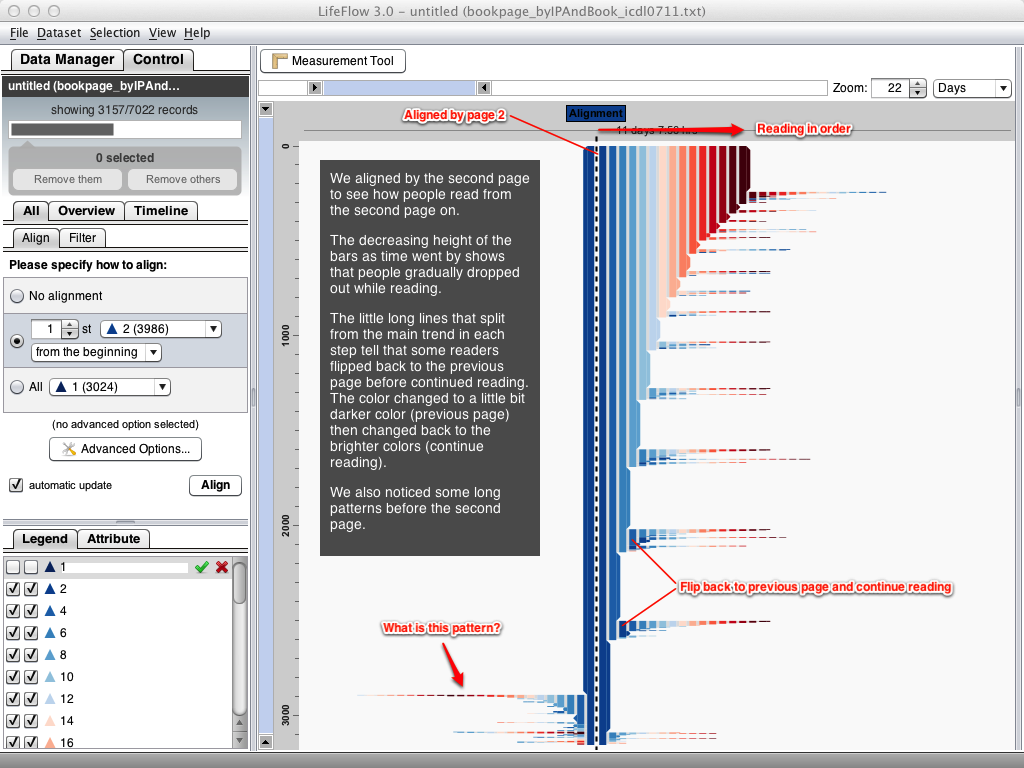 LifeFlow 3.0 – untitled (bookpage_byIPAndBook_icdl0711.txt)
File Dataset Selection View Help
Data Manager Control
untitled (bookpage_byIPAnd...
showing 3157/7022 records
0 selected
Remove them Remove others
All Overview Timeline
Align Filter
Please specify how to align:
No alignment
1 st 2 (3986)
from the beginning
All 1 (3024)
(no advanced option selected)
Advanced Options...
automatic update Align
Legend Attribute
1
2
4
6
8
10
12
14
16
Measurement Tool
Zoom: 22 Days
Aligned by page 2
Alignment
11 days 7:56 hrs
Reading in order
0
1000
2000
3000
We aligned by the second page
to see how people read from
the second page on.
The decreasing height of the
bars as time went by shows
that people gradually dropped
out while reading.
The little long lines that split
from the main trend in each
step tell that some readers
flipped back to the previous
page before continued reading.
The color changed to a little bit
darker color (previous page)
then changed back to the
brighter colors (continue
reading).
We also noticed some long
patterns before the second
page.
Flip back to previous page and continue reading
What is this pattern?